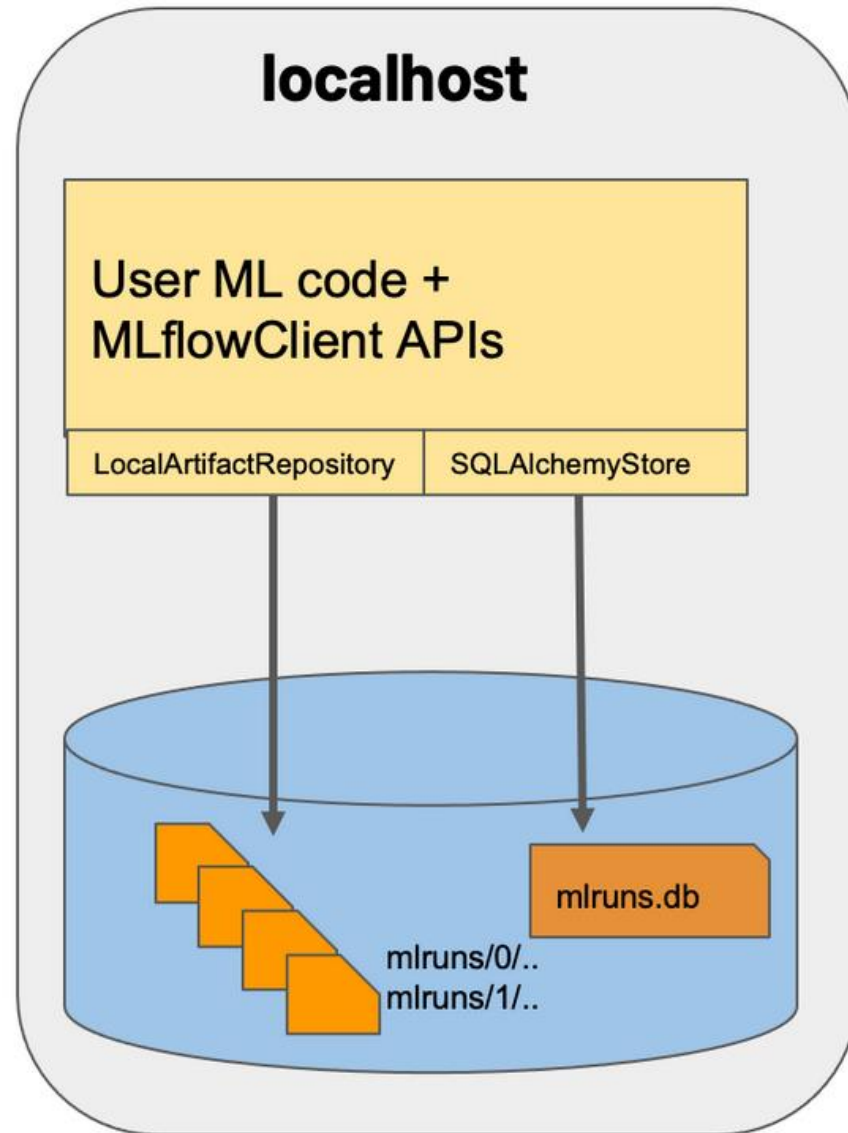 localhost
User ML code +
MLflowClient APIs
LocalArtifactRepository
SQLAlchemyStore
mlruns.db
mlruns/0/..
mlruns/1/..